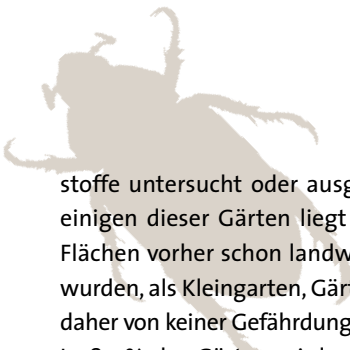 stoffe untersucht oder ausg
einigen dieser Gärten liegt
Flächen vorher schon landw
wurden, als Kleingarten, Gär
daher von keiner Gefährdung